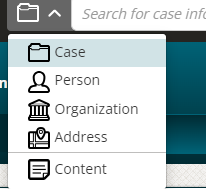 Search for case info
Case
Person
Organization
Address
Content